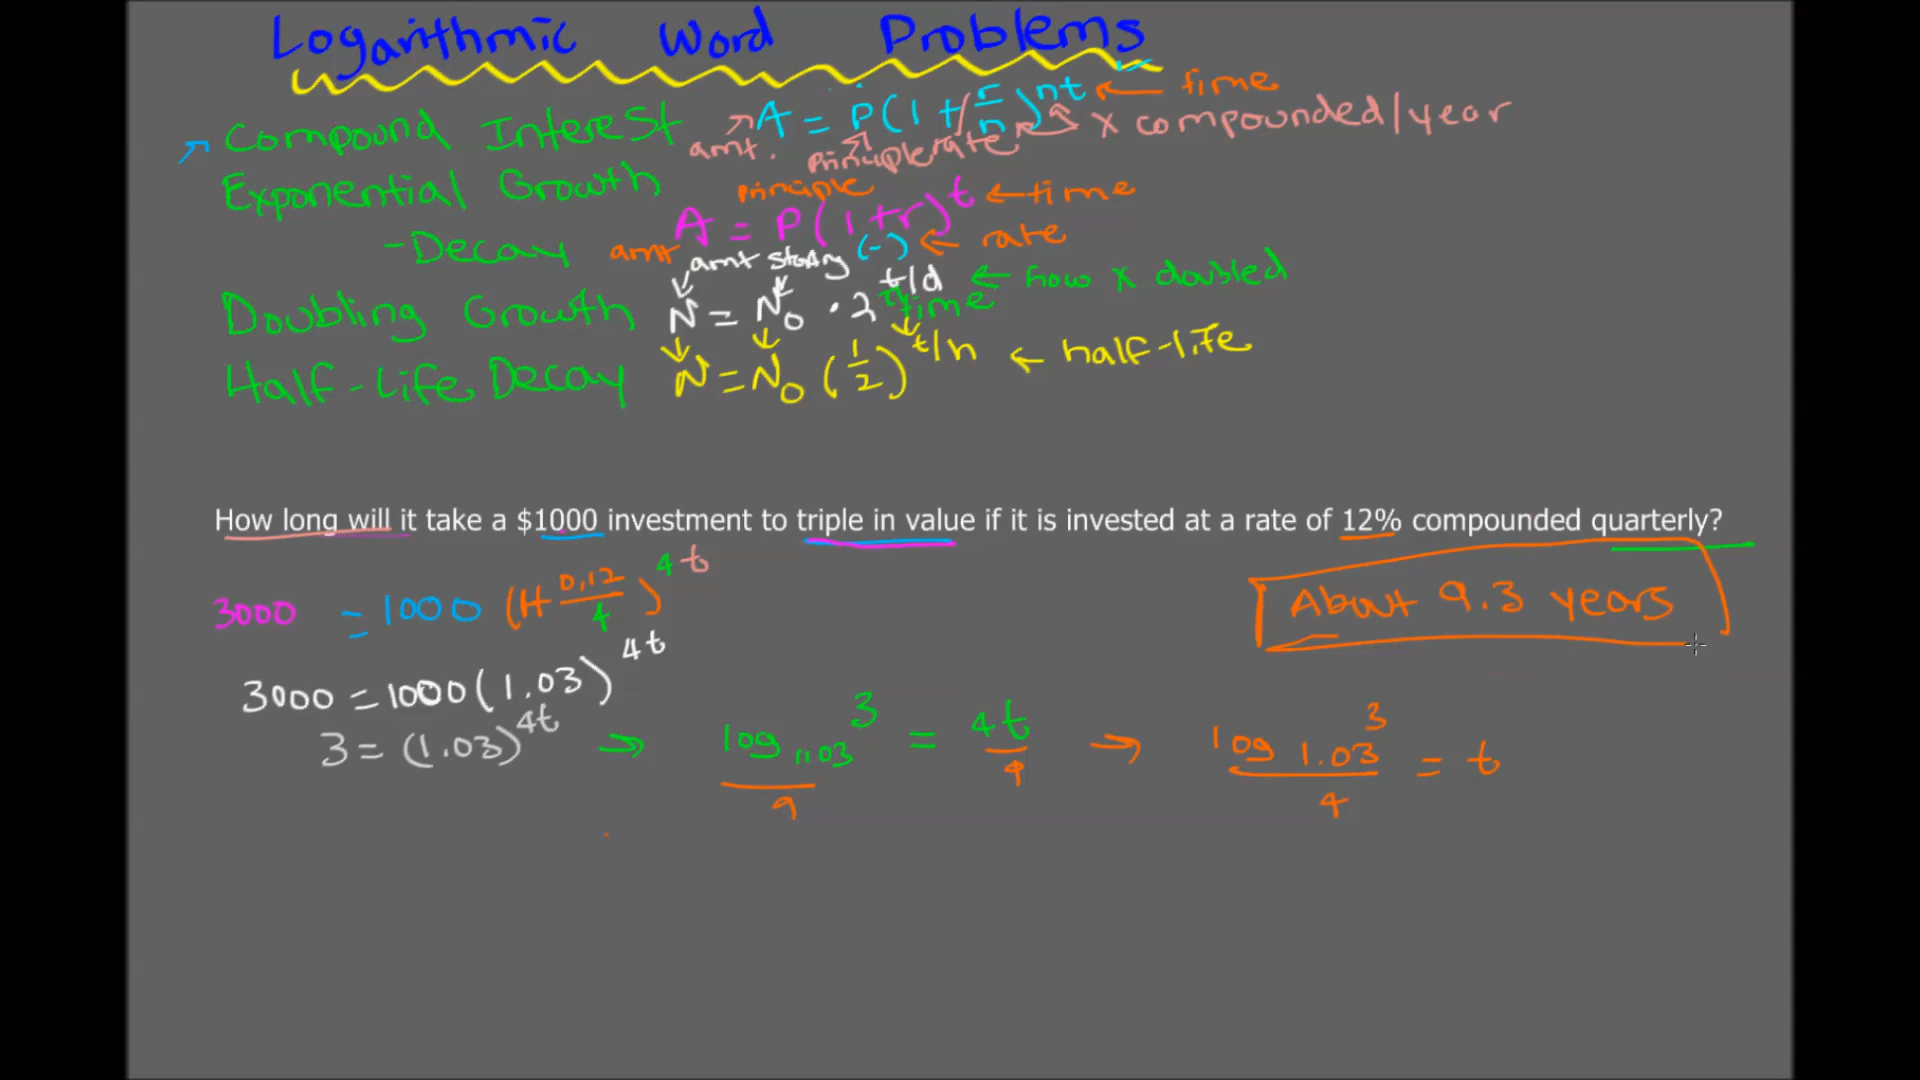 Logarithmic Word Problems
Compound Interest A = P(1 + r/n)^nt ← time
amt. principle rate x compounded/year
Exponential Growth principle
A = P(1+r)^t ← time
-Decay amt (-) ← rate
amt
Doubling Growth N = N₀ · 2^t/d ← how x doubled
time
Half-Life Decay N = N₀ (1/2)^t/h ← half-life
How long will it take a $1000 investment to triple in value if it is invested at a rate of 12% compounded quarterly?
3000 = 1000 (1+ 0.12/4)^4t
About 9.3 years
3000 = 1000(1.03)^4t
3 = (1.03)^4t → log₁.₀₃ 3 / 4 = 4t / 4 → log 1.03 3 / 4 = t